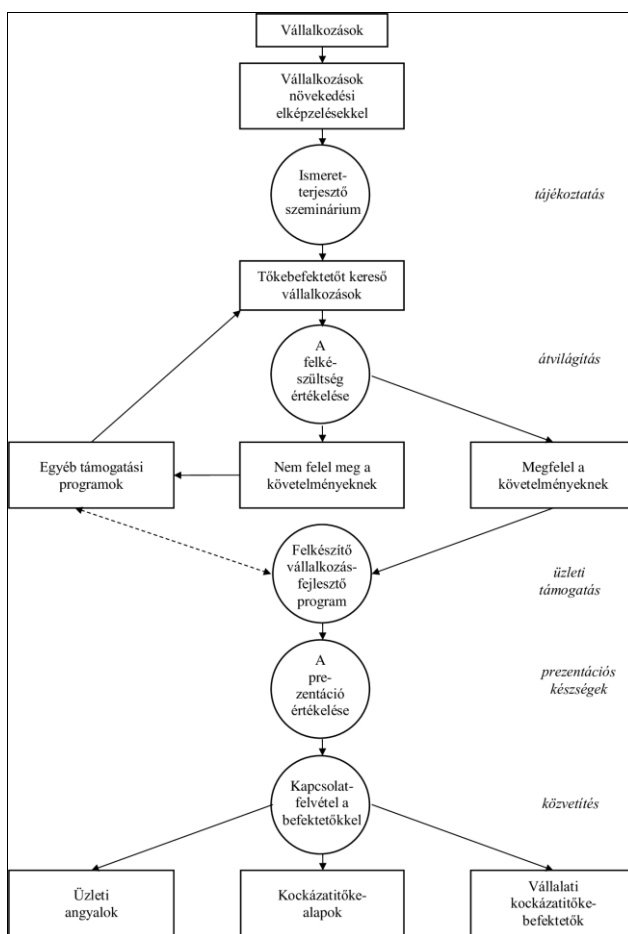 Vállalkozások
Vállalkozások
növekedési
elképzelésekkel
Ismeret-
terjesztő
szeminárium
tájékoztatás
Tőkebefektetőt kereső
vállalkozások
A
felké-
szültség
értékelése
átvilágítás
Egyéb támogatási
programok
Nem felel meg a
követelményeknek
Megfelel a
követelményeknek
Felkészítő
vállalkozás-
fejlesztő
program
üzleti
támogatás
A
pre-
zentáció
értékelése
prezentációs
készségek
Kapcsolat-
felvétel a
befektetőkkel
közvetítés
Üzleti
angyalok
Kockázatitőke-
alapok
Vállalati
kockázatitőke-
befektetők